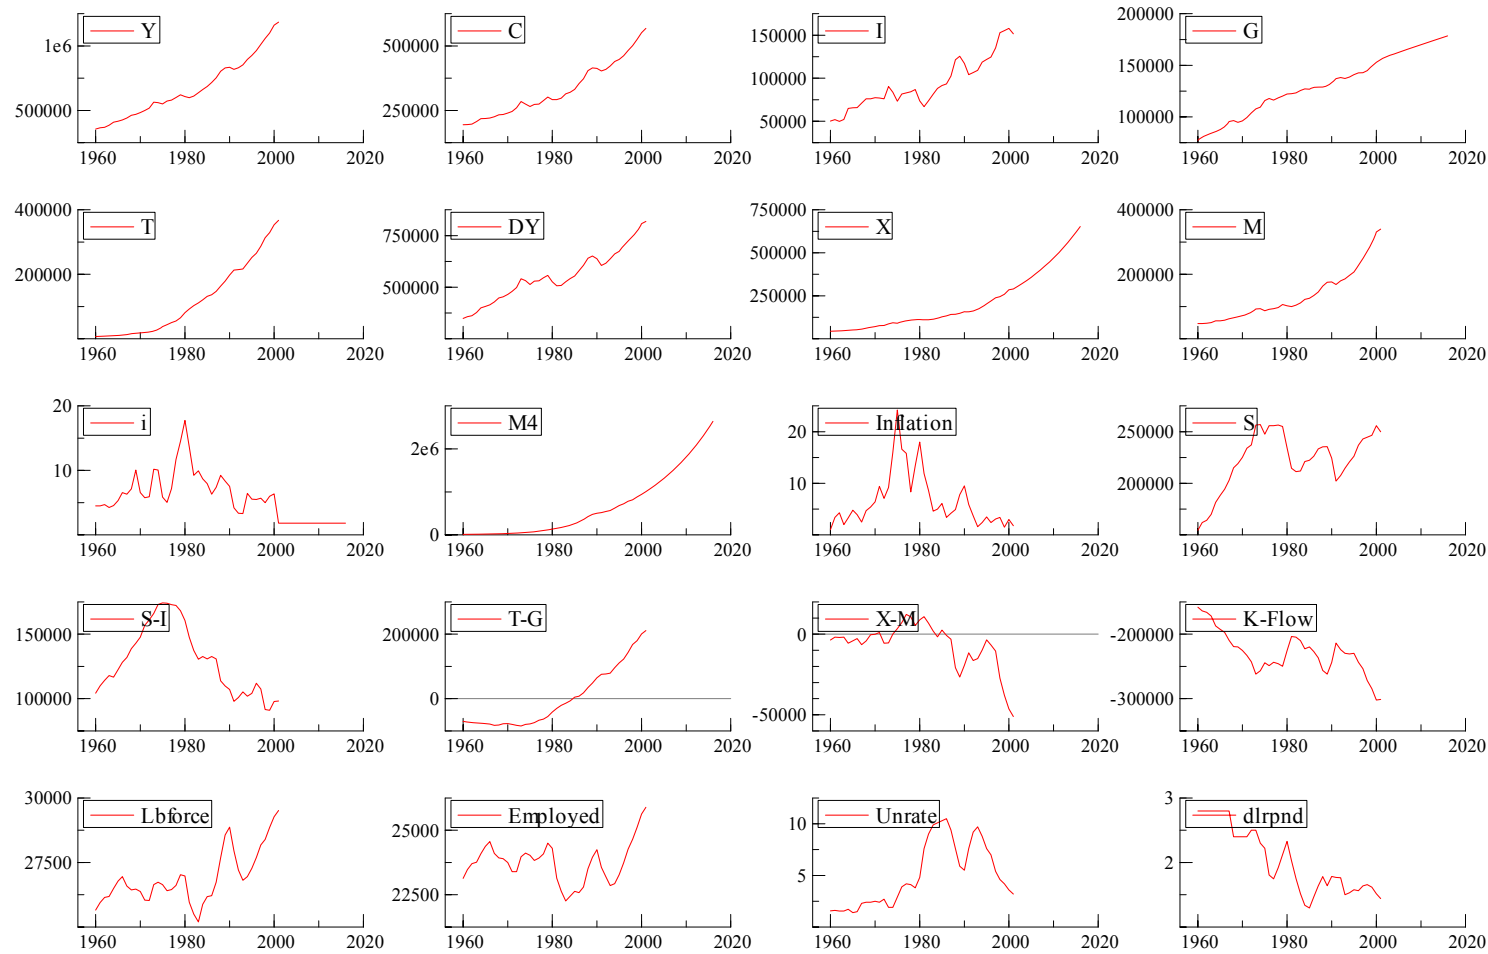 Y
1e6
500000
1960 1980 2000 2020
C
500000
250000
1960 1980 2000 2020
I
150000
100000
50000
1960 1980 2000 2020
200000
G
150000
100000
1960 1980 2000 2020
400000
T
200000
1960 1980 2000 2020
DY
750000
500000
1960 1980 2000 2020
750000
X
500000
250000
1960 1980 2000 2020
400000
M
200000
1960 1980 2000 2020
20
i
10
1960 1980 2000 2020
M4
2e6
0
1960 1980 2000 2020
Inflation
20
10
1960 1980 2000 2020
S
250000
200000
1960 1980 2000 2020
S-I
150000
100000
1960 1980 2000 2020
T-G
200000
0
1960 1980 2000 2020
X-M
0
-50000
1960 1980 2000 2020
K-Flow
-200000
-300000
1960 1980 2000 2020
30000
Lbforce
27500
1960 1980 2000 2020
Employed
25000
22500
1960 1980 2000 2020
Unrate
10
5
1960 1980 2000 2020
3
dlrpnd
2
1960 1980 2000 2020